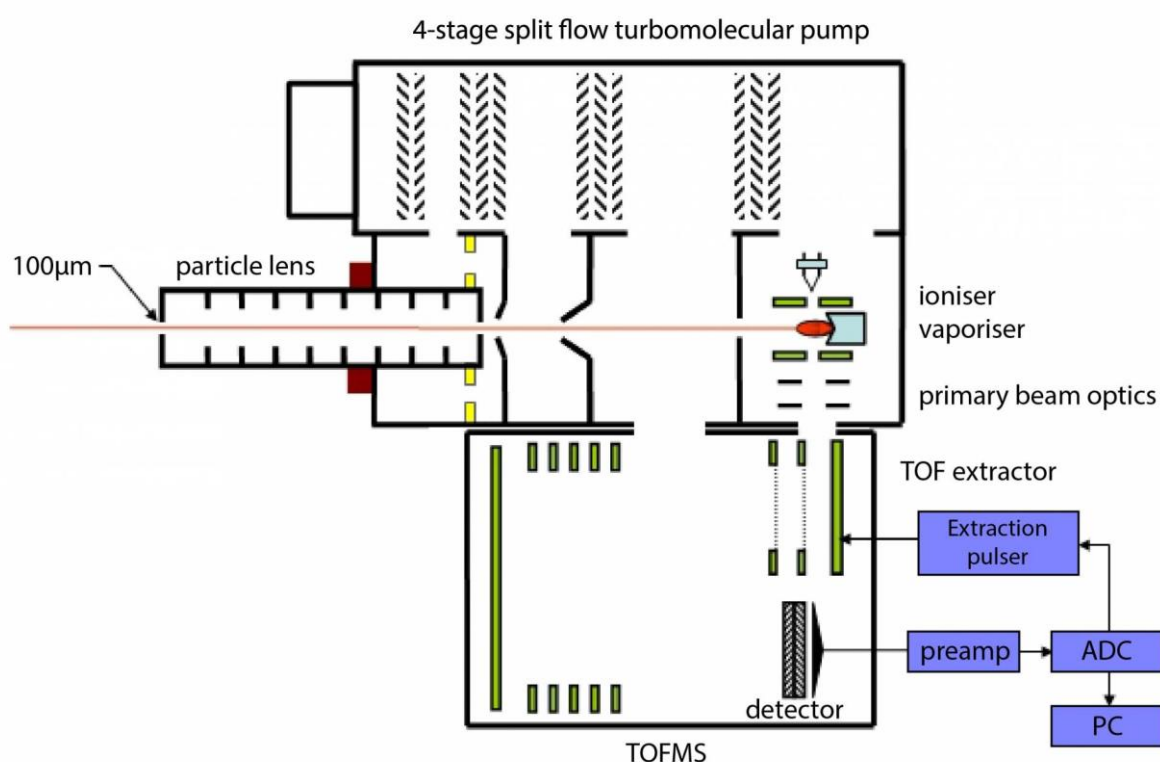 4-stage split flow turbomolecular pump
100µm
particle lens
ioniser
vaporiser
primary beam optics
TOF extractor
Extraction
pulser
preamp
ADC
detector
PC
TOFMS